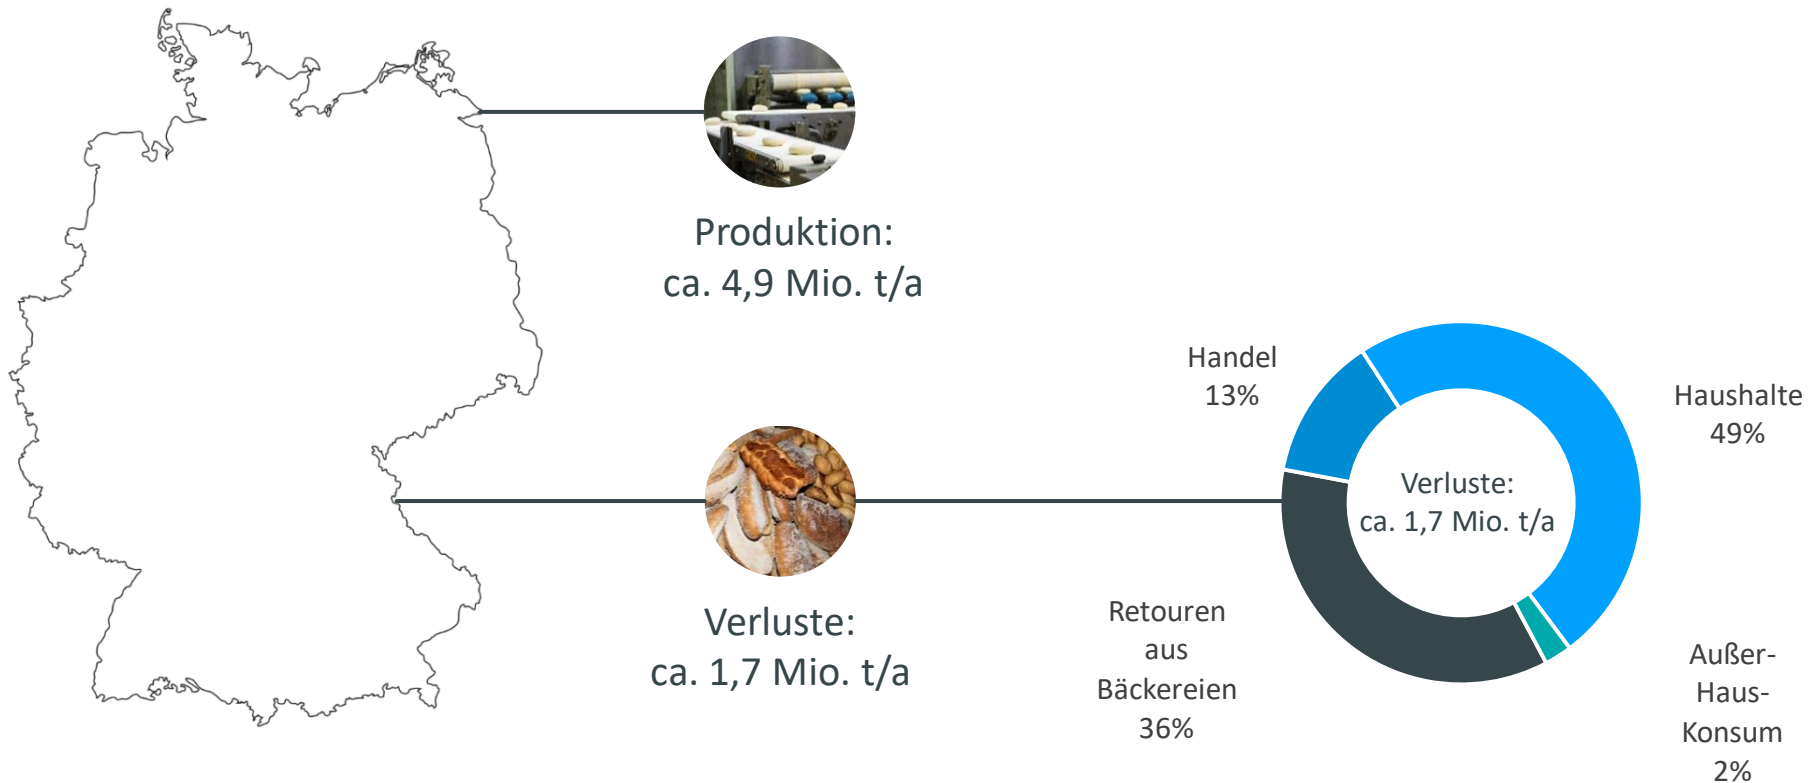 Produktion:
ca. 4,9 Mio. t/a
Verluste:
ca. 1,7 Mio. t/a
Handel
13%
Haushalte
49%
Verluste:
ca. 1,7 Mio. t/a
Retouren
aus
Bäckereien
36%
Außer-
Haus-
Konsum
2%